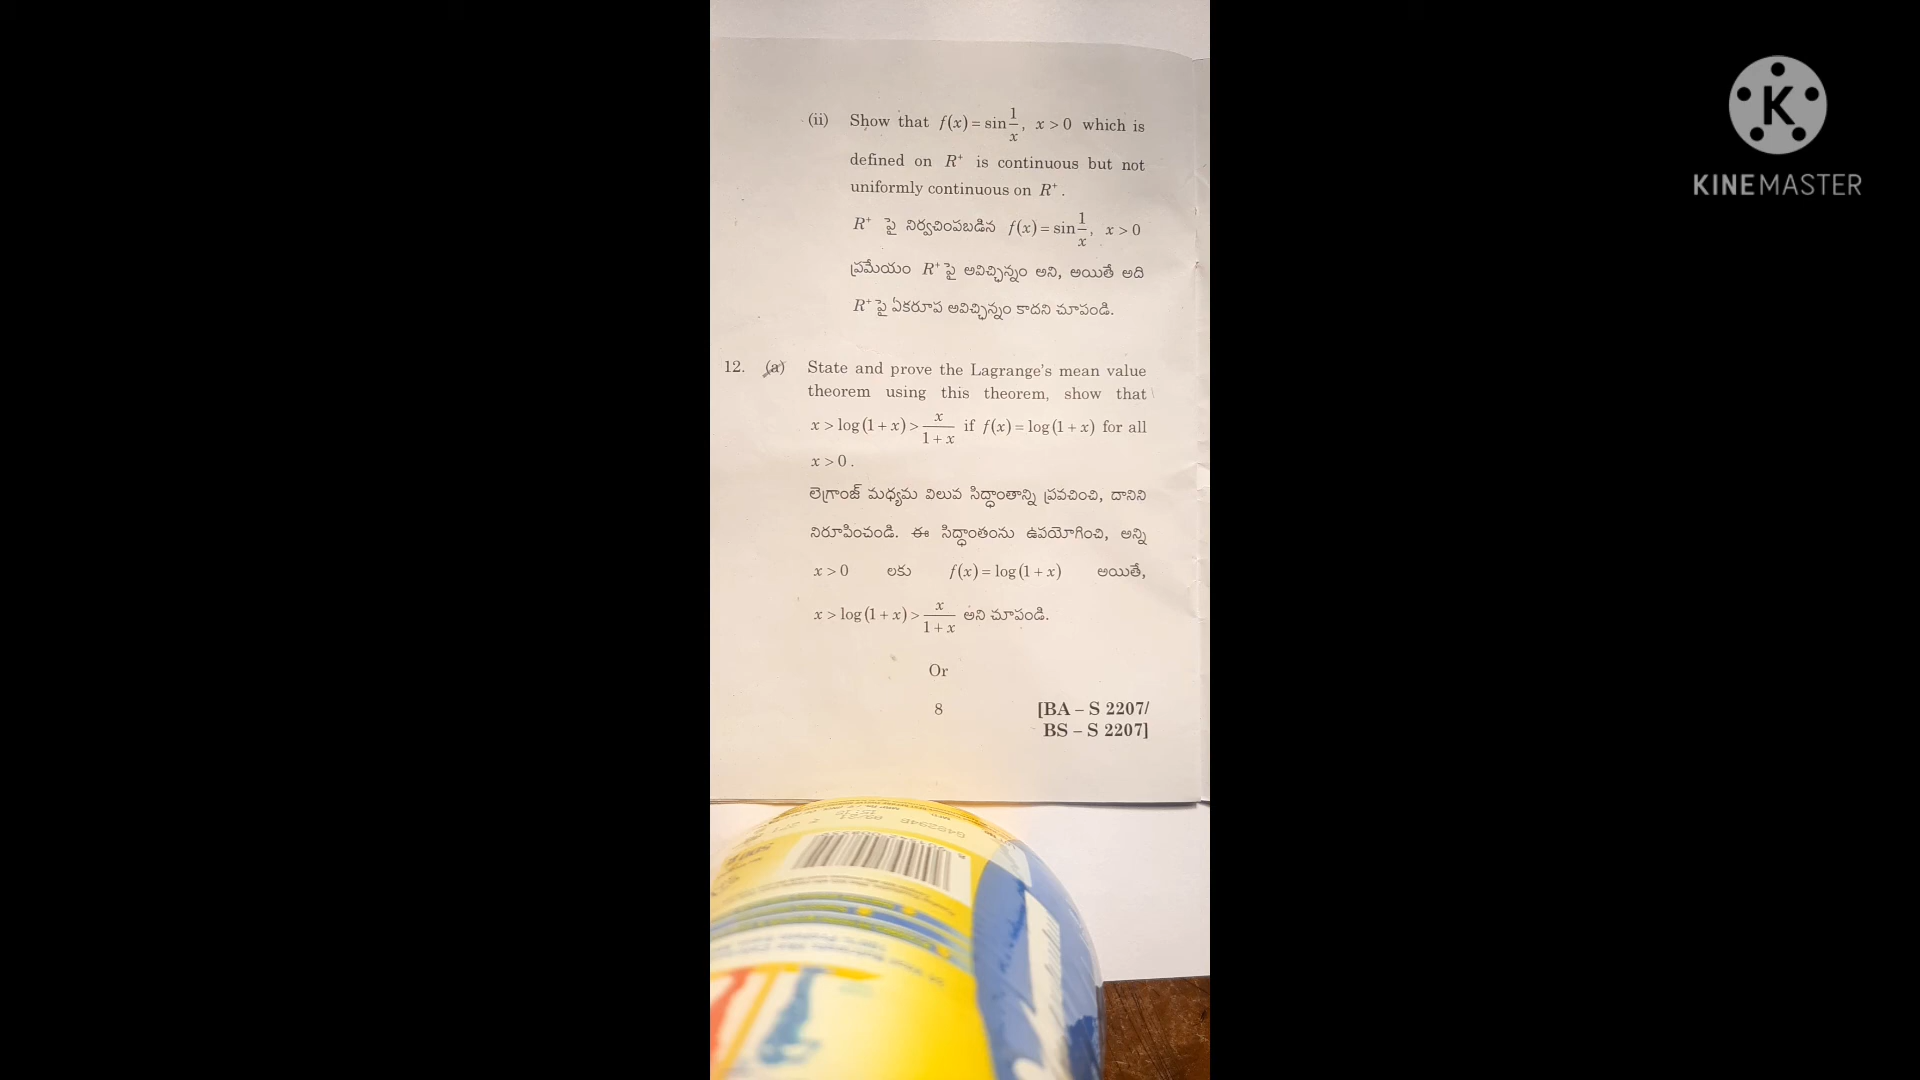 (ii) Show that f(x) = sin 1/x, x > 0 which is
defined on R⁺ is continuous but not
uniformly continuous on R⁺.
R⁺ పై నిర్వచింపబడిన f(x) = sin 1/x, x > 0
ప్రమేయం R⁺ పై అవిచ్ఛిన్నం అని, అయితే అది
R⁺ పై ఏకరూప అవిచ్ఛిన్నం కాదని చూపండి.
12. (a) State and prove the Lagrange's mean value
theorem using this theorem, show that
x > log(1 + x) > x/(1 + x) if f(x) = log(1 + x) for all
x > 0.
లెగ్రాంజ్ మధ్యమ విలువ సిద్ధాంతాన్ని ప్రవచించి, దానిని
నిరూపించండి. ఈ సిద్ధాంతంను ఉపయోగించి, అన్ని
x > 0 లకు f(x) = log(1 + x) అయితే,
x > log(1 + x) > x/(1 + x) అని చూపండి.
Or
8 [BA – S 2207/
BS – S 2207]
K
KINEMASTER